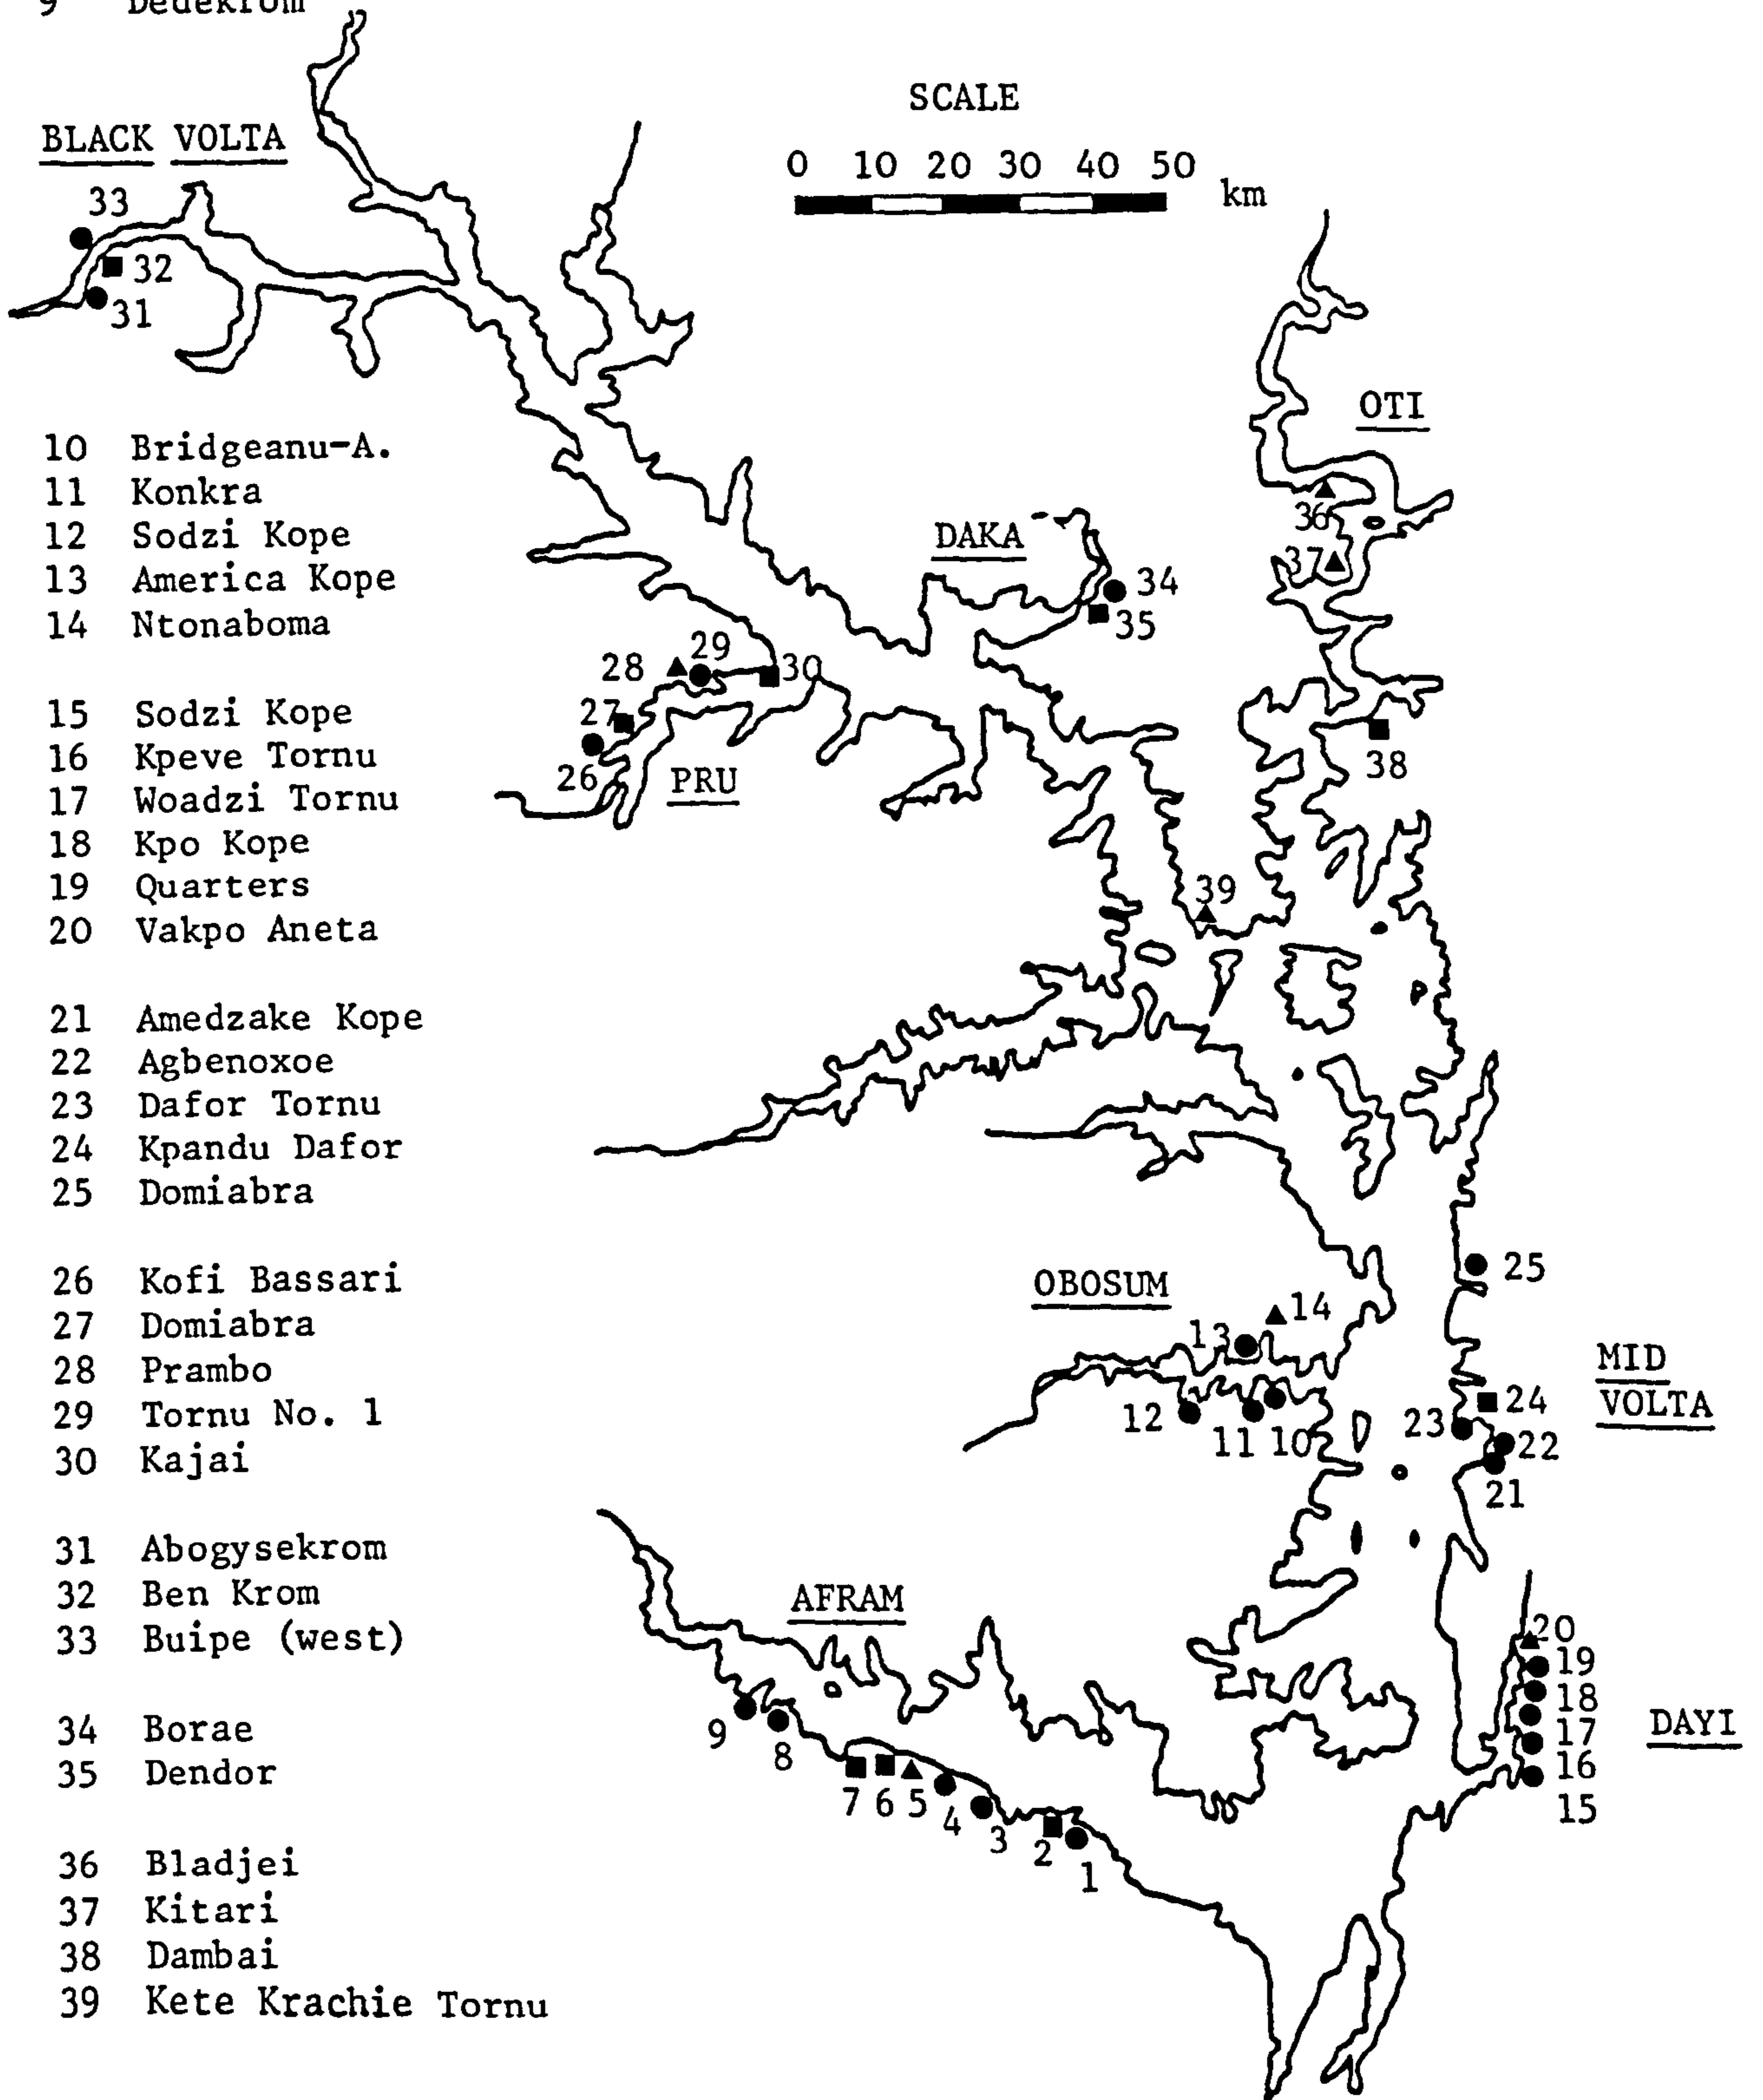 9 Dedekrom
SCALE
0 10 20 30 40 50
km
BLACK VOLTA
33
32
31
OTI
10 Bridgeanu-A.
11 Konkra
12 Sodzi Kope
13 America Kope
14 Ntonaboma
36
DAKA
37
34
35
28
29
30
15 Sodzi Kope
16 Kpeve Tornu
17 Woadzi Tornu
18 Kpo Kope
19 Quarters
20 Vakpo Aneta
27
26
PRU
38
39
21 Amedzake Kope
22 Agbenoxoe
23 Dafor Tornu
24 Kpandu Dafor
25 Domiabra
26 Kofi Bassari
27 Domiabra
28 Prambo
29 Tornu No. 1
30 Kajai
OBOSUM
25
14
13
MID
VOLTA
12
11
10
23
24
22
21
31 Abogysekrom
32 Ben Krom
33 Buipe (west)
AFRAM
20
19
18
17
16
15
DAYI
34 Borae
35 Dendor
9
8
7
6
5
4
3
2
1
36 Bladjei
37 Kitari
38 Dambai
39 Kete Krachie Tornu